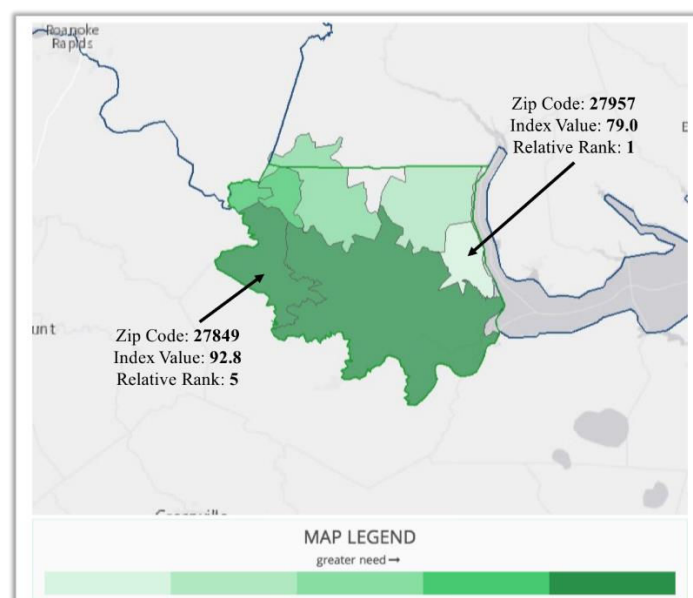 Roanoke
Rapids
Zip Code: 27957
Index Value: 79.0
Relative Rank: 1
E
unt
Zip Code: 27849
Index Value: 92.8
Relative Rank: 5
MAP LEGEND
greater need→